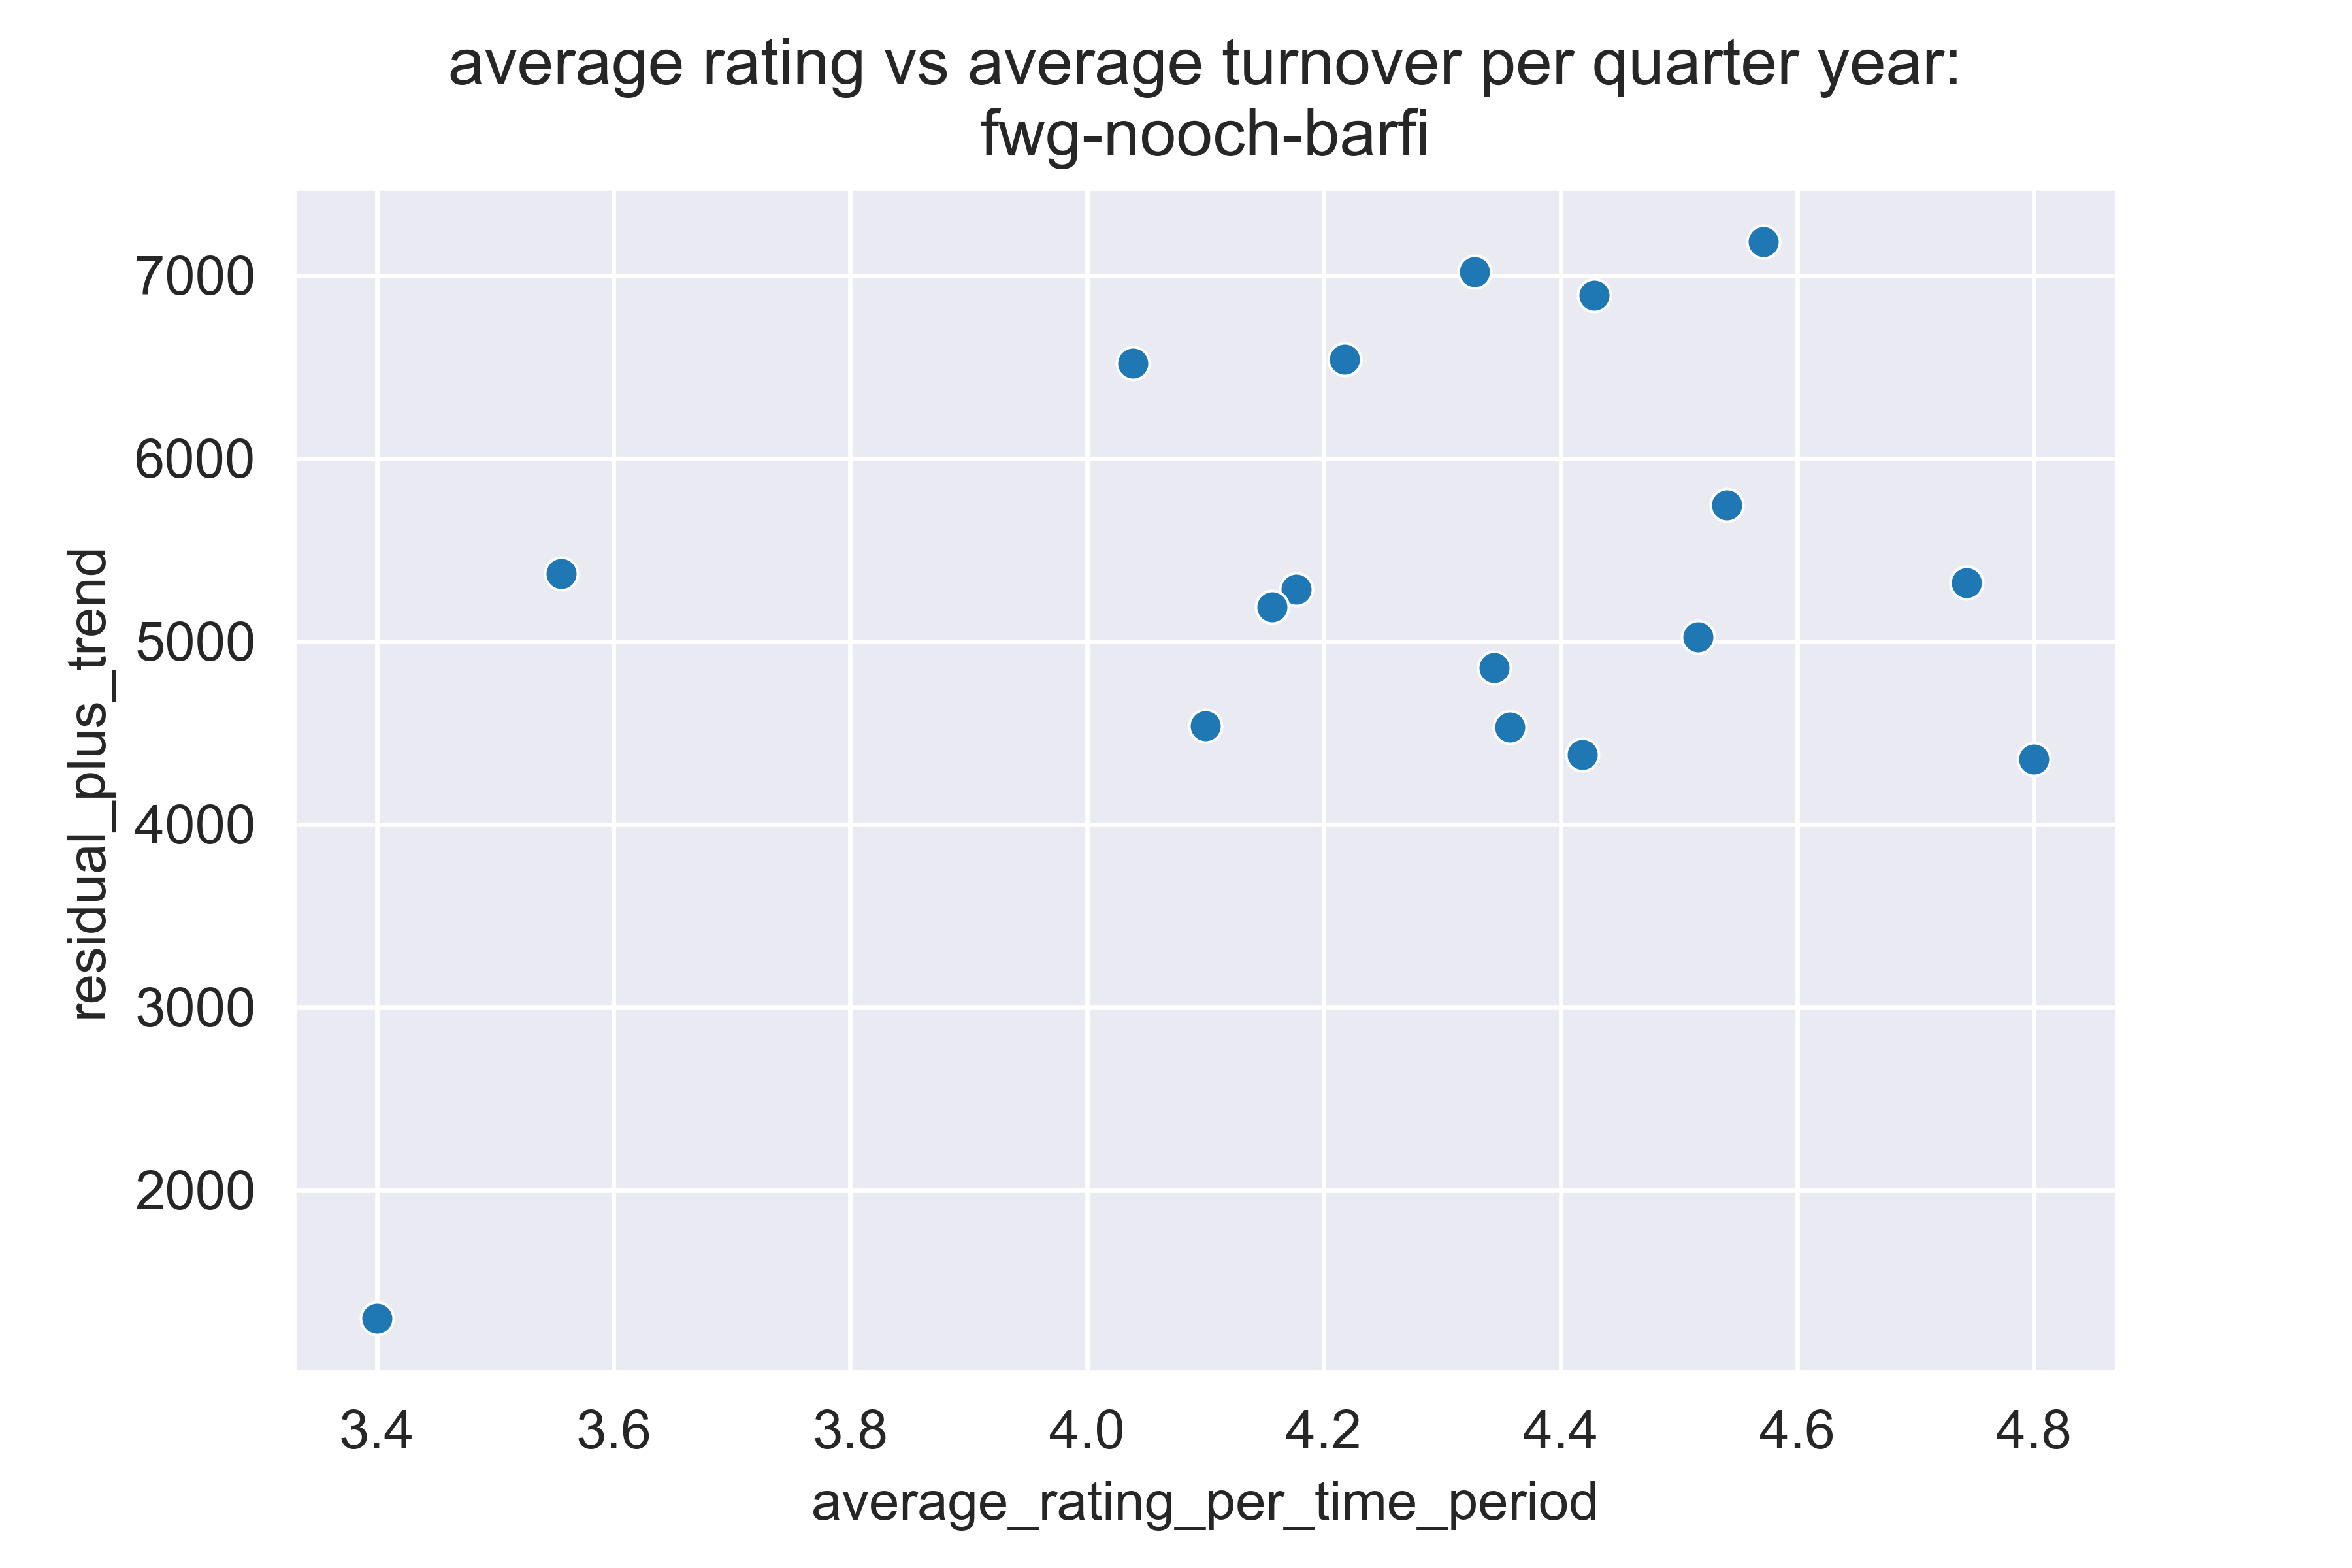 average rating vs average turnover per quarter year:
fwg-nooch-barfi
7000
6000
5000
4000
3000
2000
residual_plus_trend
3.4 3.6 3.8 4.0 4.2 4.4 4.6 4.8
average_rating_per_time_period